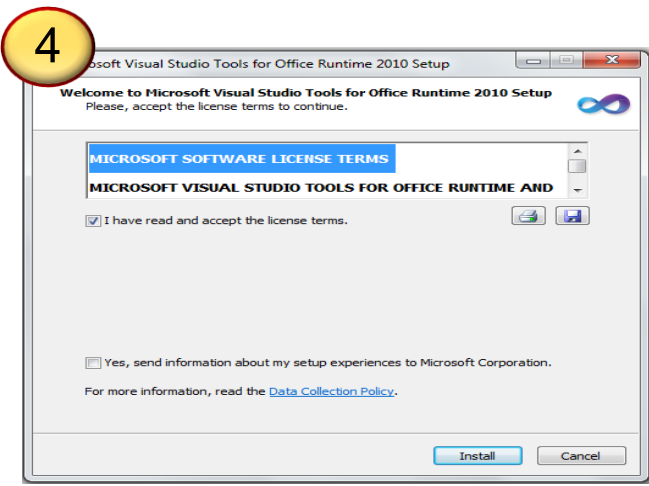 4
osoft Visual Studio Tools for Office Runtime 2010 Setup
Welcome to Microsoft Visual Studio Tools for Office Runtime 2010 Setup
Please, accept the license terms to continue.
MICROSOFT SOFTWARE LICENSE TERMS
MICROSOFT VISUAL STUDIO TOOLS FOR OFFICE RUNTIME AND
I have read and accept the license terms.
Yes, send information about my setup experiences to Microsoft Corporation.
For more information, read the Data Collection Policy.
Install Cancel